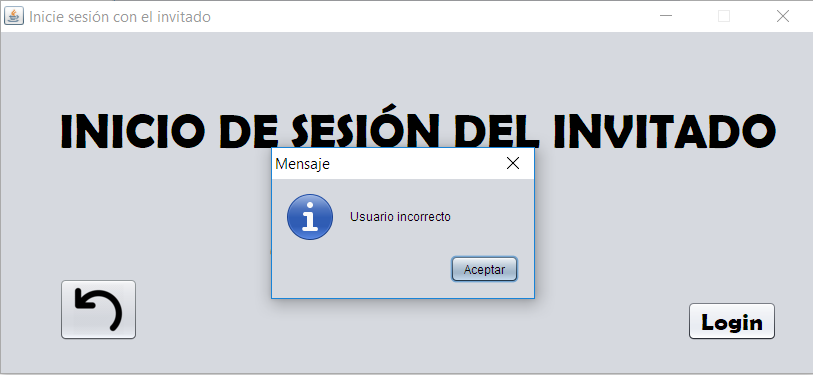 Inicie sesión con el invitado
INICIO DE SESIÓN DEL INVITADO
Mensaje
Usuario incorrecto
Aceptar
Login